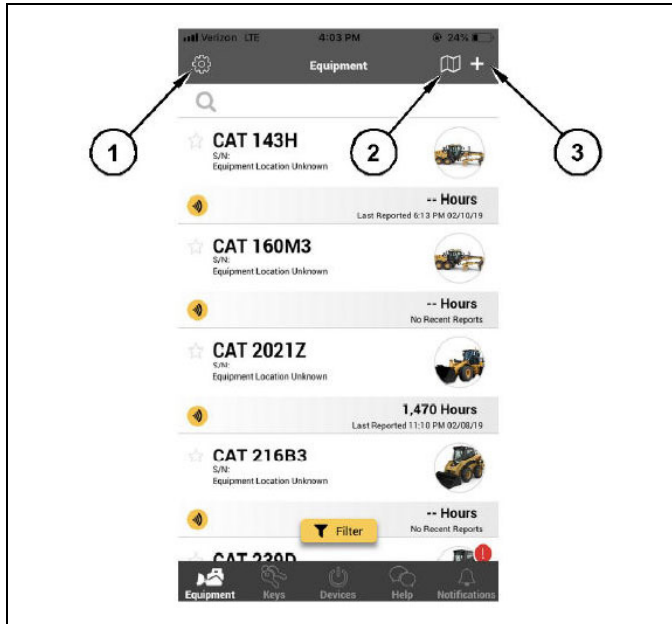 Verizon LTE 4:03 PM 24%
Equipment
1
2
3
CAT 143H
S/N:
Equipment Location Unknown
-- Hours
Last Reported 6:13 PM 02/10/19
CAT 160M3
S/N:
Equipment Location Unknown
-- Hours
No Recent Reports
CAT 2021Z
S/N:
Equipment Location Unknown
1,470 Hours
Last Reported 11:10 PM 02/08/19
CAT 216B3
S/N:
Equipment Location Unknown
-- Hours
Filter
No Recent Reports
CAT 239D
Equipment Keys Devices Help Notifications